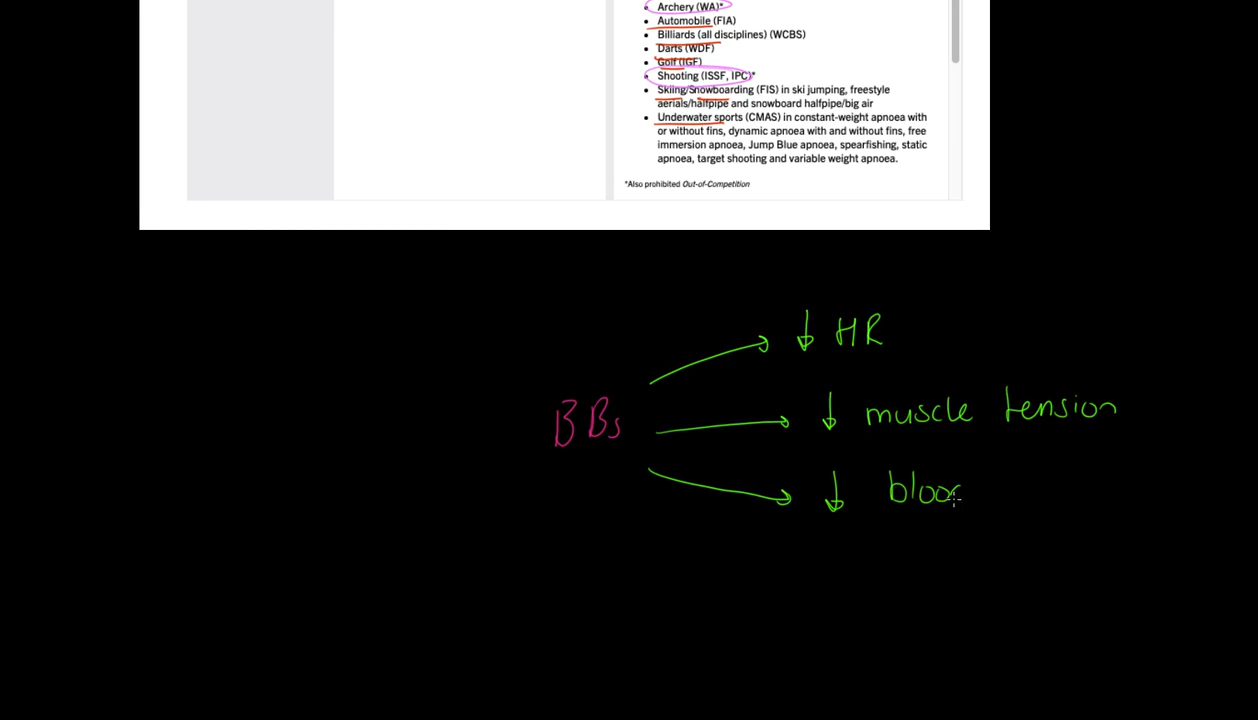 • Archery (WA)*
• Automobile (FIA)
• Billiards (all disciplines) (WCBS)
• Darts (WDF)
• Golf (IGF)
• Shooting (ISSF, IPC)*
• Skiing/Snowboarding (FIS) in ski jumping, freestyle
aerials/halfpipe and snowboard halfpipe/big air
• Underwater sports (CMAS) in constant-weight apnoea with
or without fins, dynamic apnoea with and without fins, free
immersion apnoea, Jump Blue apnoea, spearfishing, static
apnoea, target shooting and variable weight apnoea.
*Also prohibited Out-of-Competition
↓ HR
BBs
↓ muscle tension
↓ bloo